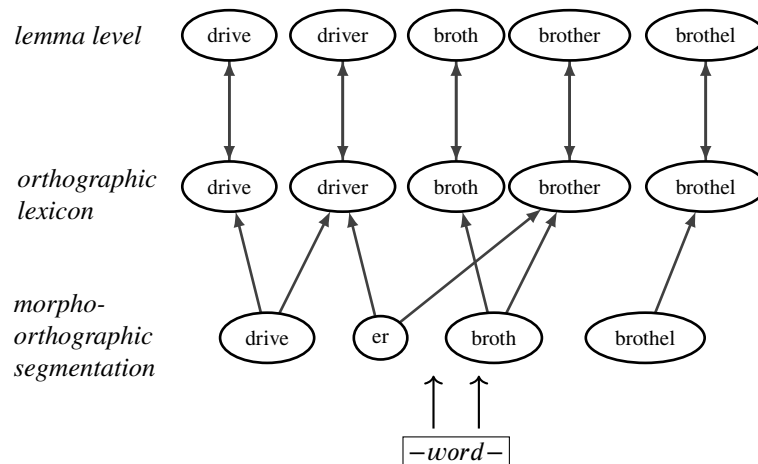 lemma level drive driver broth brother brothel
orthographic
lexicon
drive driver broth brother brothel
morpho-
orthographic
segmentation
drive er broth brothel
–word–